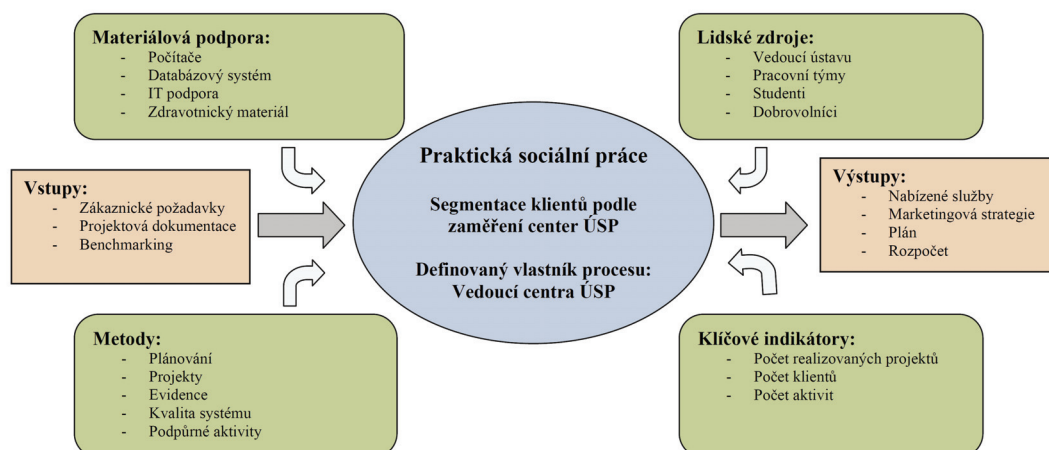 Materiálová podpora:
- Počítače
- Databázový systém
- IT podpora
- Zdravotnický materiál
Lidské zdroje:
- Vedoucí ústavu
- Pracovní týmy
- Studenti
- Dobrovolníci
Vstupy:
- Zákaznické požadavky
- Projektová dokumentace
- Benchmarking
Praktická sociální práce
Segmentace klientů podle
zaměření center ÚSP
Definovaný vlastník procesu:
Vedoucí centra ÚSP
Výstupy:
- Nabízené služby
- Marketingová strategie
- Plán
- Rozpočet
Metody:
- Plánování
- Projekty
- Evidence
- Kvalita systému
- Podpůrné aktivity
Klíčové indikátory:
- Počet realizovaných projektů
- Počet klientů
- Počet aktivit